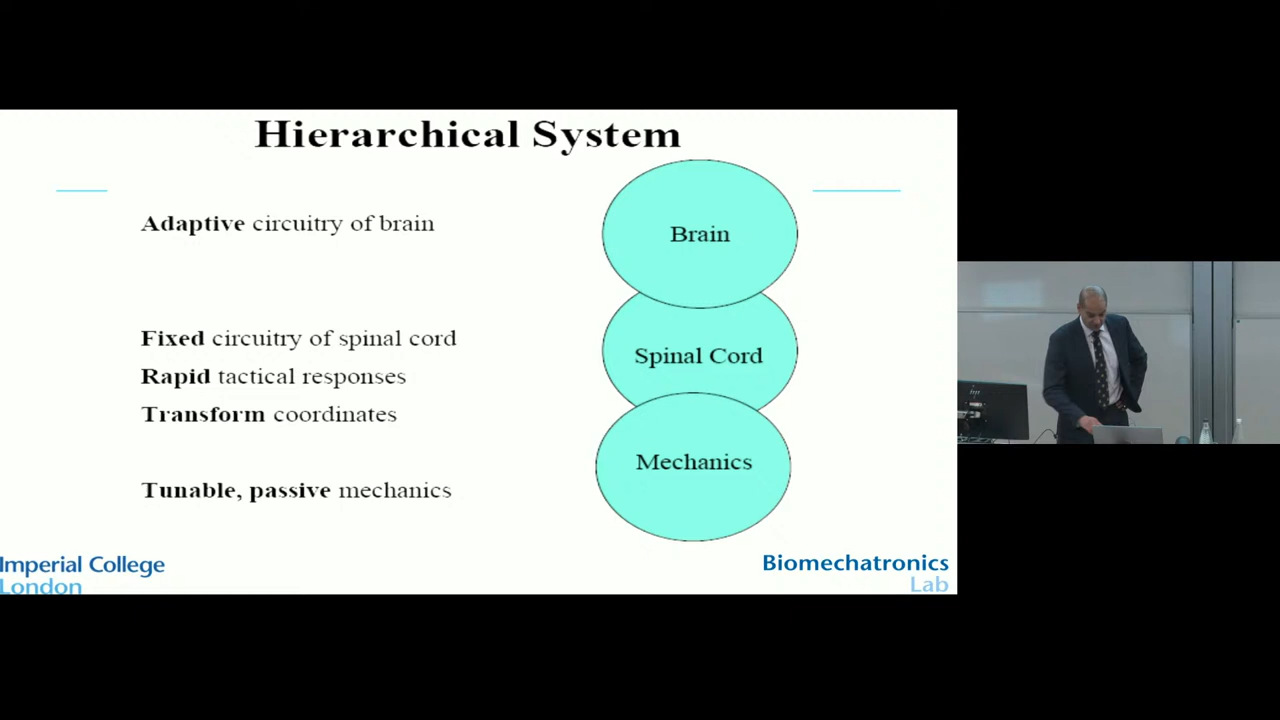 Hierarchical System
Adaptive circuitry of brain
Brain
Fixed circuitry of spinal cord
Spinal Cord
Rapid tactical responses
Transform coordinates
Mechanics
Tunable, passive mechanics
Imperial College
London
Biomechatronics
Lab